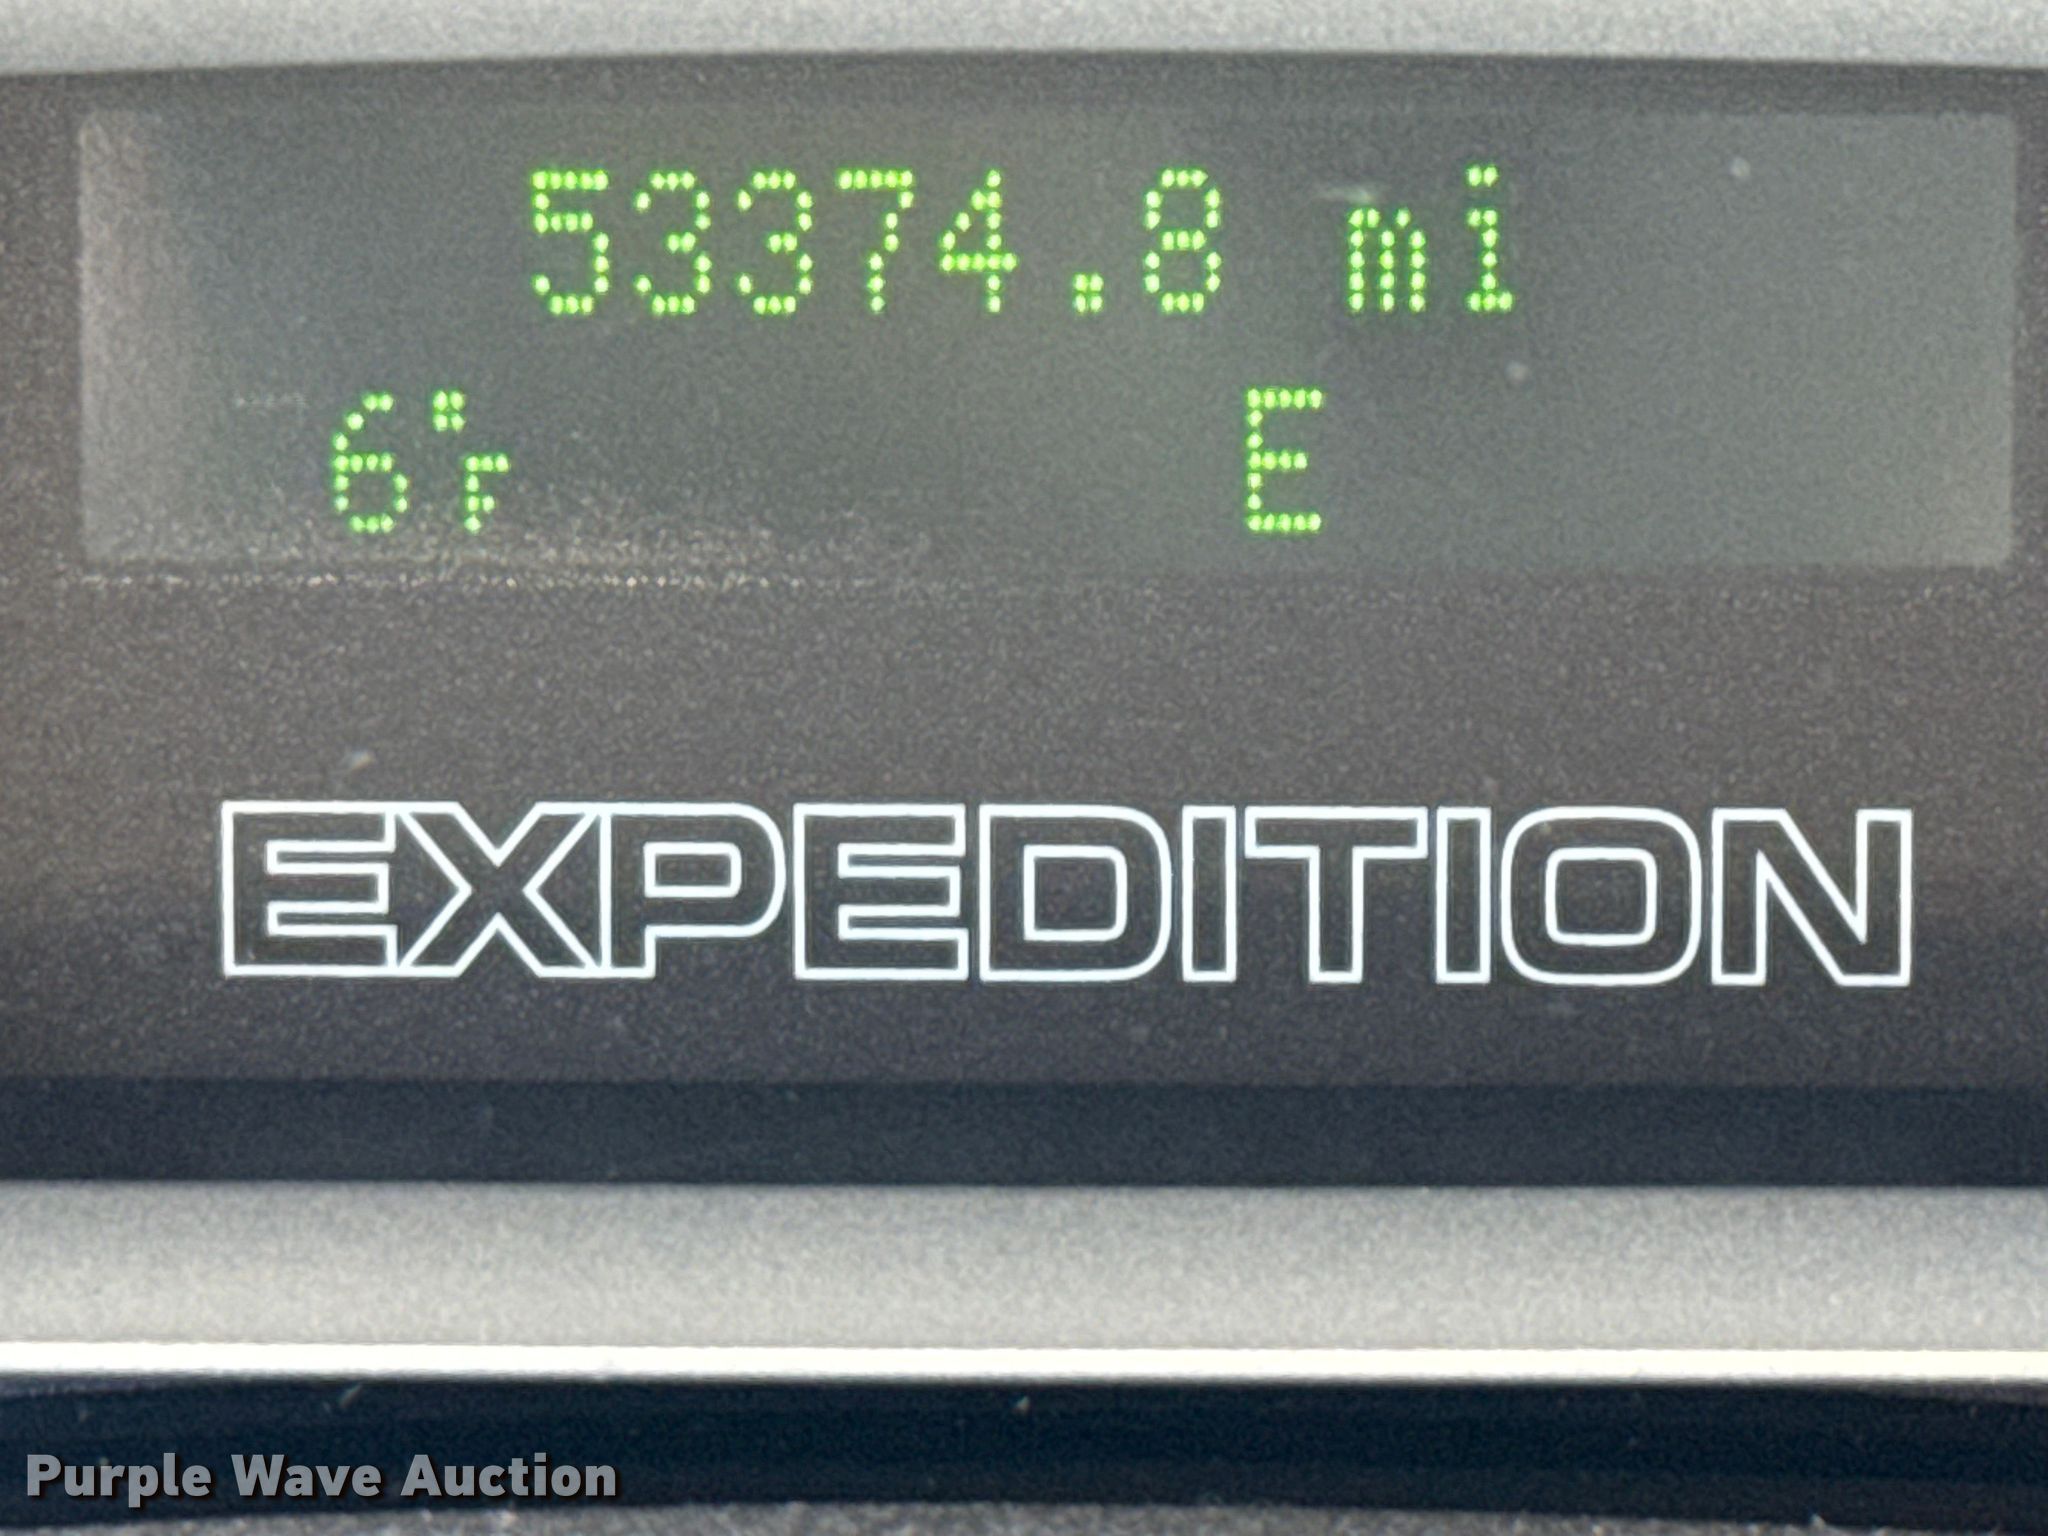 53374.8 mi
6°F E
EXPEDITION
Purple Wave Auction